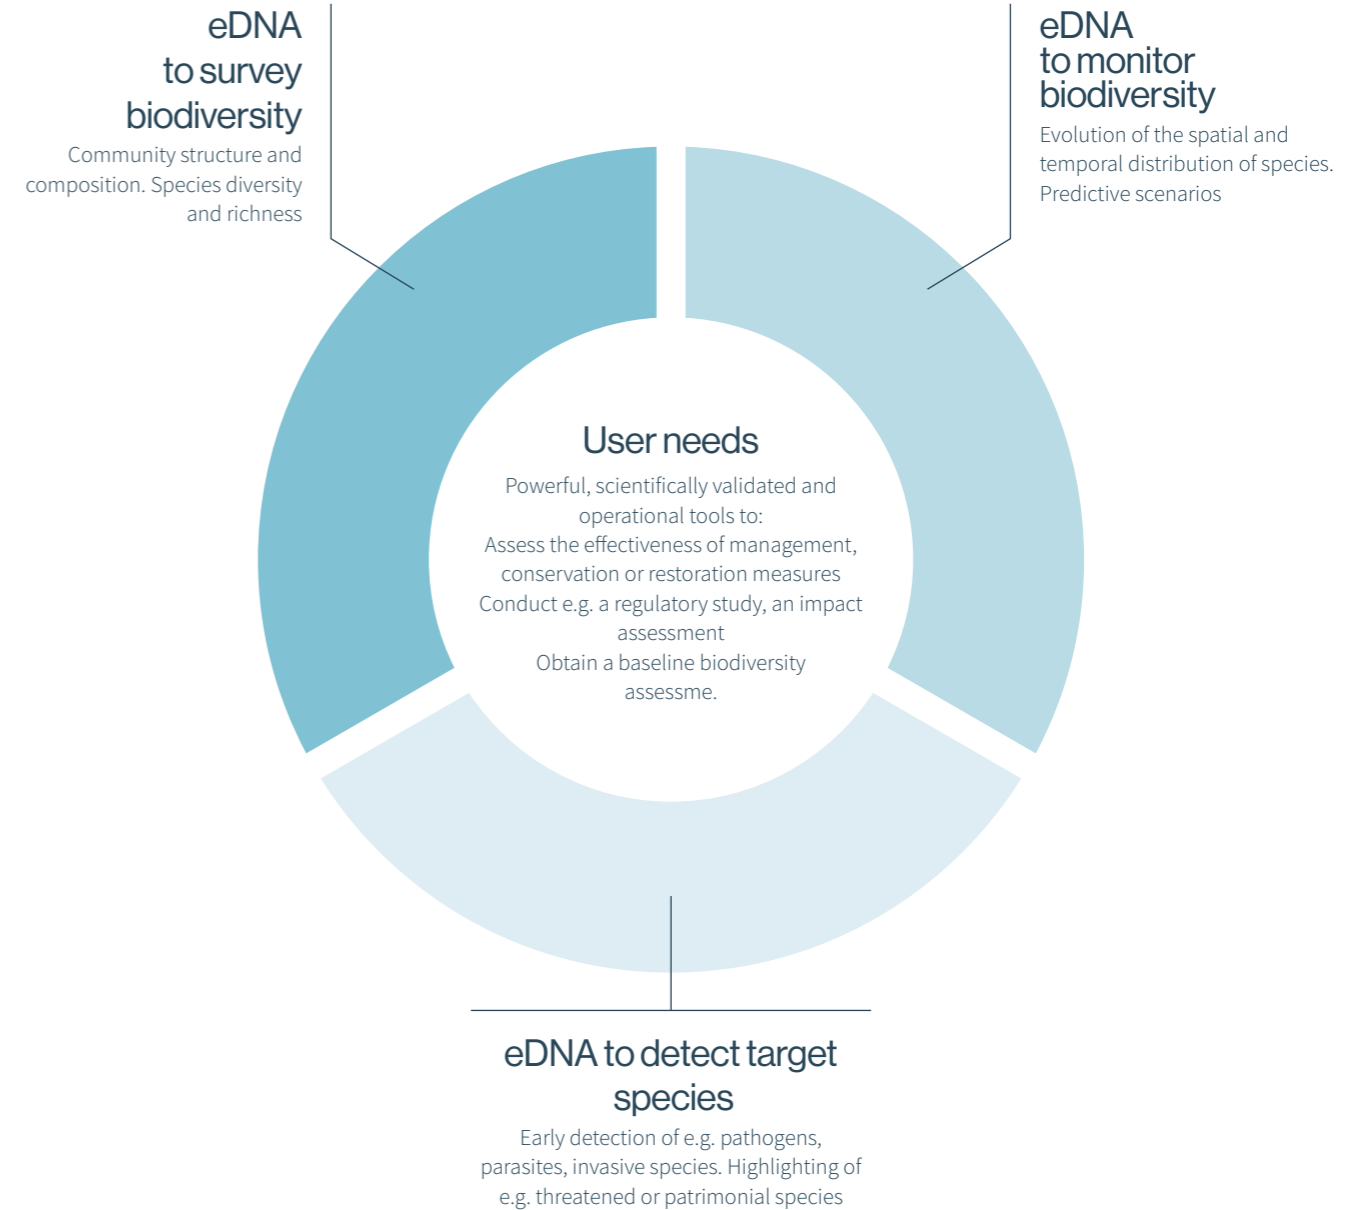 eDNA
to survey
biodiversity
Community structure and
composition. Species diversity
and richness
eDNA
to monitor
biodiversity
Evolution of the spatial and
temporal distribution of species.
Predictive scenarios
User needs
Powerful, scientifically validated and
operational tools to:
Assess the effectiveness of management,
conservation or restoration measures
Conduct e.g. a regulatory study, an impact
assessment
Obtain a baseline biodiversity
assessme.
eDNA to detect target
species
Early detection of e.g. pathogens,
parasites, invasive species. Highlighting of
e.g. threatened or patrimonial species